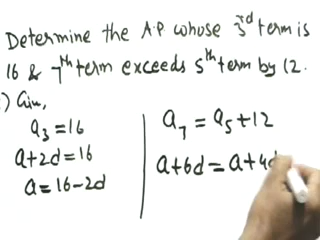 Determine the A.P whose 3rd term is
16 & 7th term exceeds 5th term by 12.
) Given,
a3 = 16
a+2d = 16
a = 16-2d
a7 = a5+12
a+6d = a+4d